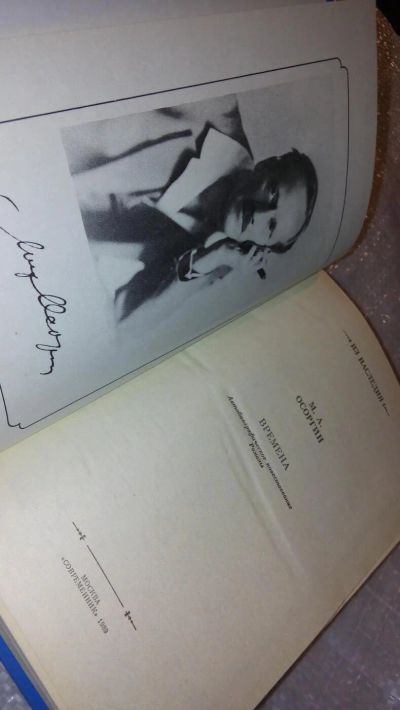 ИЗ НАСЛЕДИЯ
М. А.
ОСОРГИН
ВРЕМЕНА
Автобиографическое повествование
Романы
МОСКВА
«СОВРЕМЕННИК» 1989